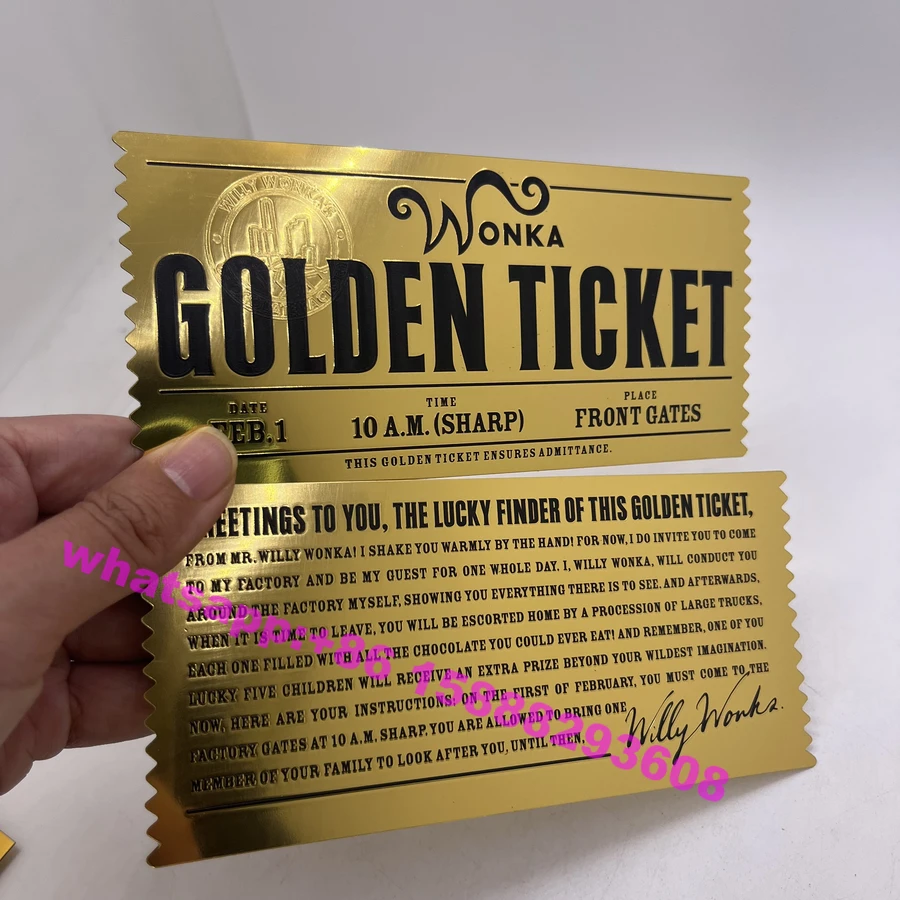 WILLY WONKA'S
WONKA
GOLDEN TICKET
DATE
TIME
PLACE
FEB.1
10 A.M. (SHARP)
FRONT GATES
THIS GOLDEN TICKET ENSURES ADMITTANCE.
REETINGS TO YOU, THE LUCKY FINDER OF THIS GOLDEN TICKET,
FROM MR. WILLY WONKA! I SHAKE YOU WARMLY BY THE HAND! FOR NOW, I DO INVITE YOU TO COME
TO MY FACTORY AND BE MY GUEST FOR ONE WHOLE DAY. I, WILLY WONKA, WILL CONDUCT YOU
AROUND THE FACTORY MYSELF, SHOWING YOU EVERYTHING THERE IS TO SEE. AND AFTERWARDS,
WHEN IT IS TIME TO LEAVE, YOU WILL BE ESCORTED HOME BY A PROCESSION OF LARGE TRUCKS,
EACH ONE FILLED WITH ALL THE CHOCOLATE YOU COULD EVER EAT! AND REMEMBER, ONE OF YOU
LUCKY FIVE CHILDREN WILL RECEIVE AN EXTRA PRIZE BEYOND YOUR WILDEST IMAGINATION.
NOW, HERE ARE YOUR INSTRUCTIONS: ON THE FIRST OF FEBRUARY, YOU MUST COME TO THE
FACTORY GATES AT 10 A.M. SHARP. YOU ARE ALLOWED TO BRING ONE
MEMBER OF YOUR FAMILY TO LOOK AFTER YOU, UNTIL THEN,
Willy Wonka.
whatsapp:+86 15888293608